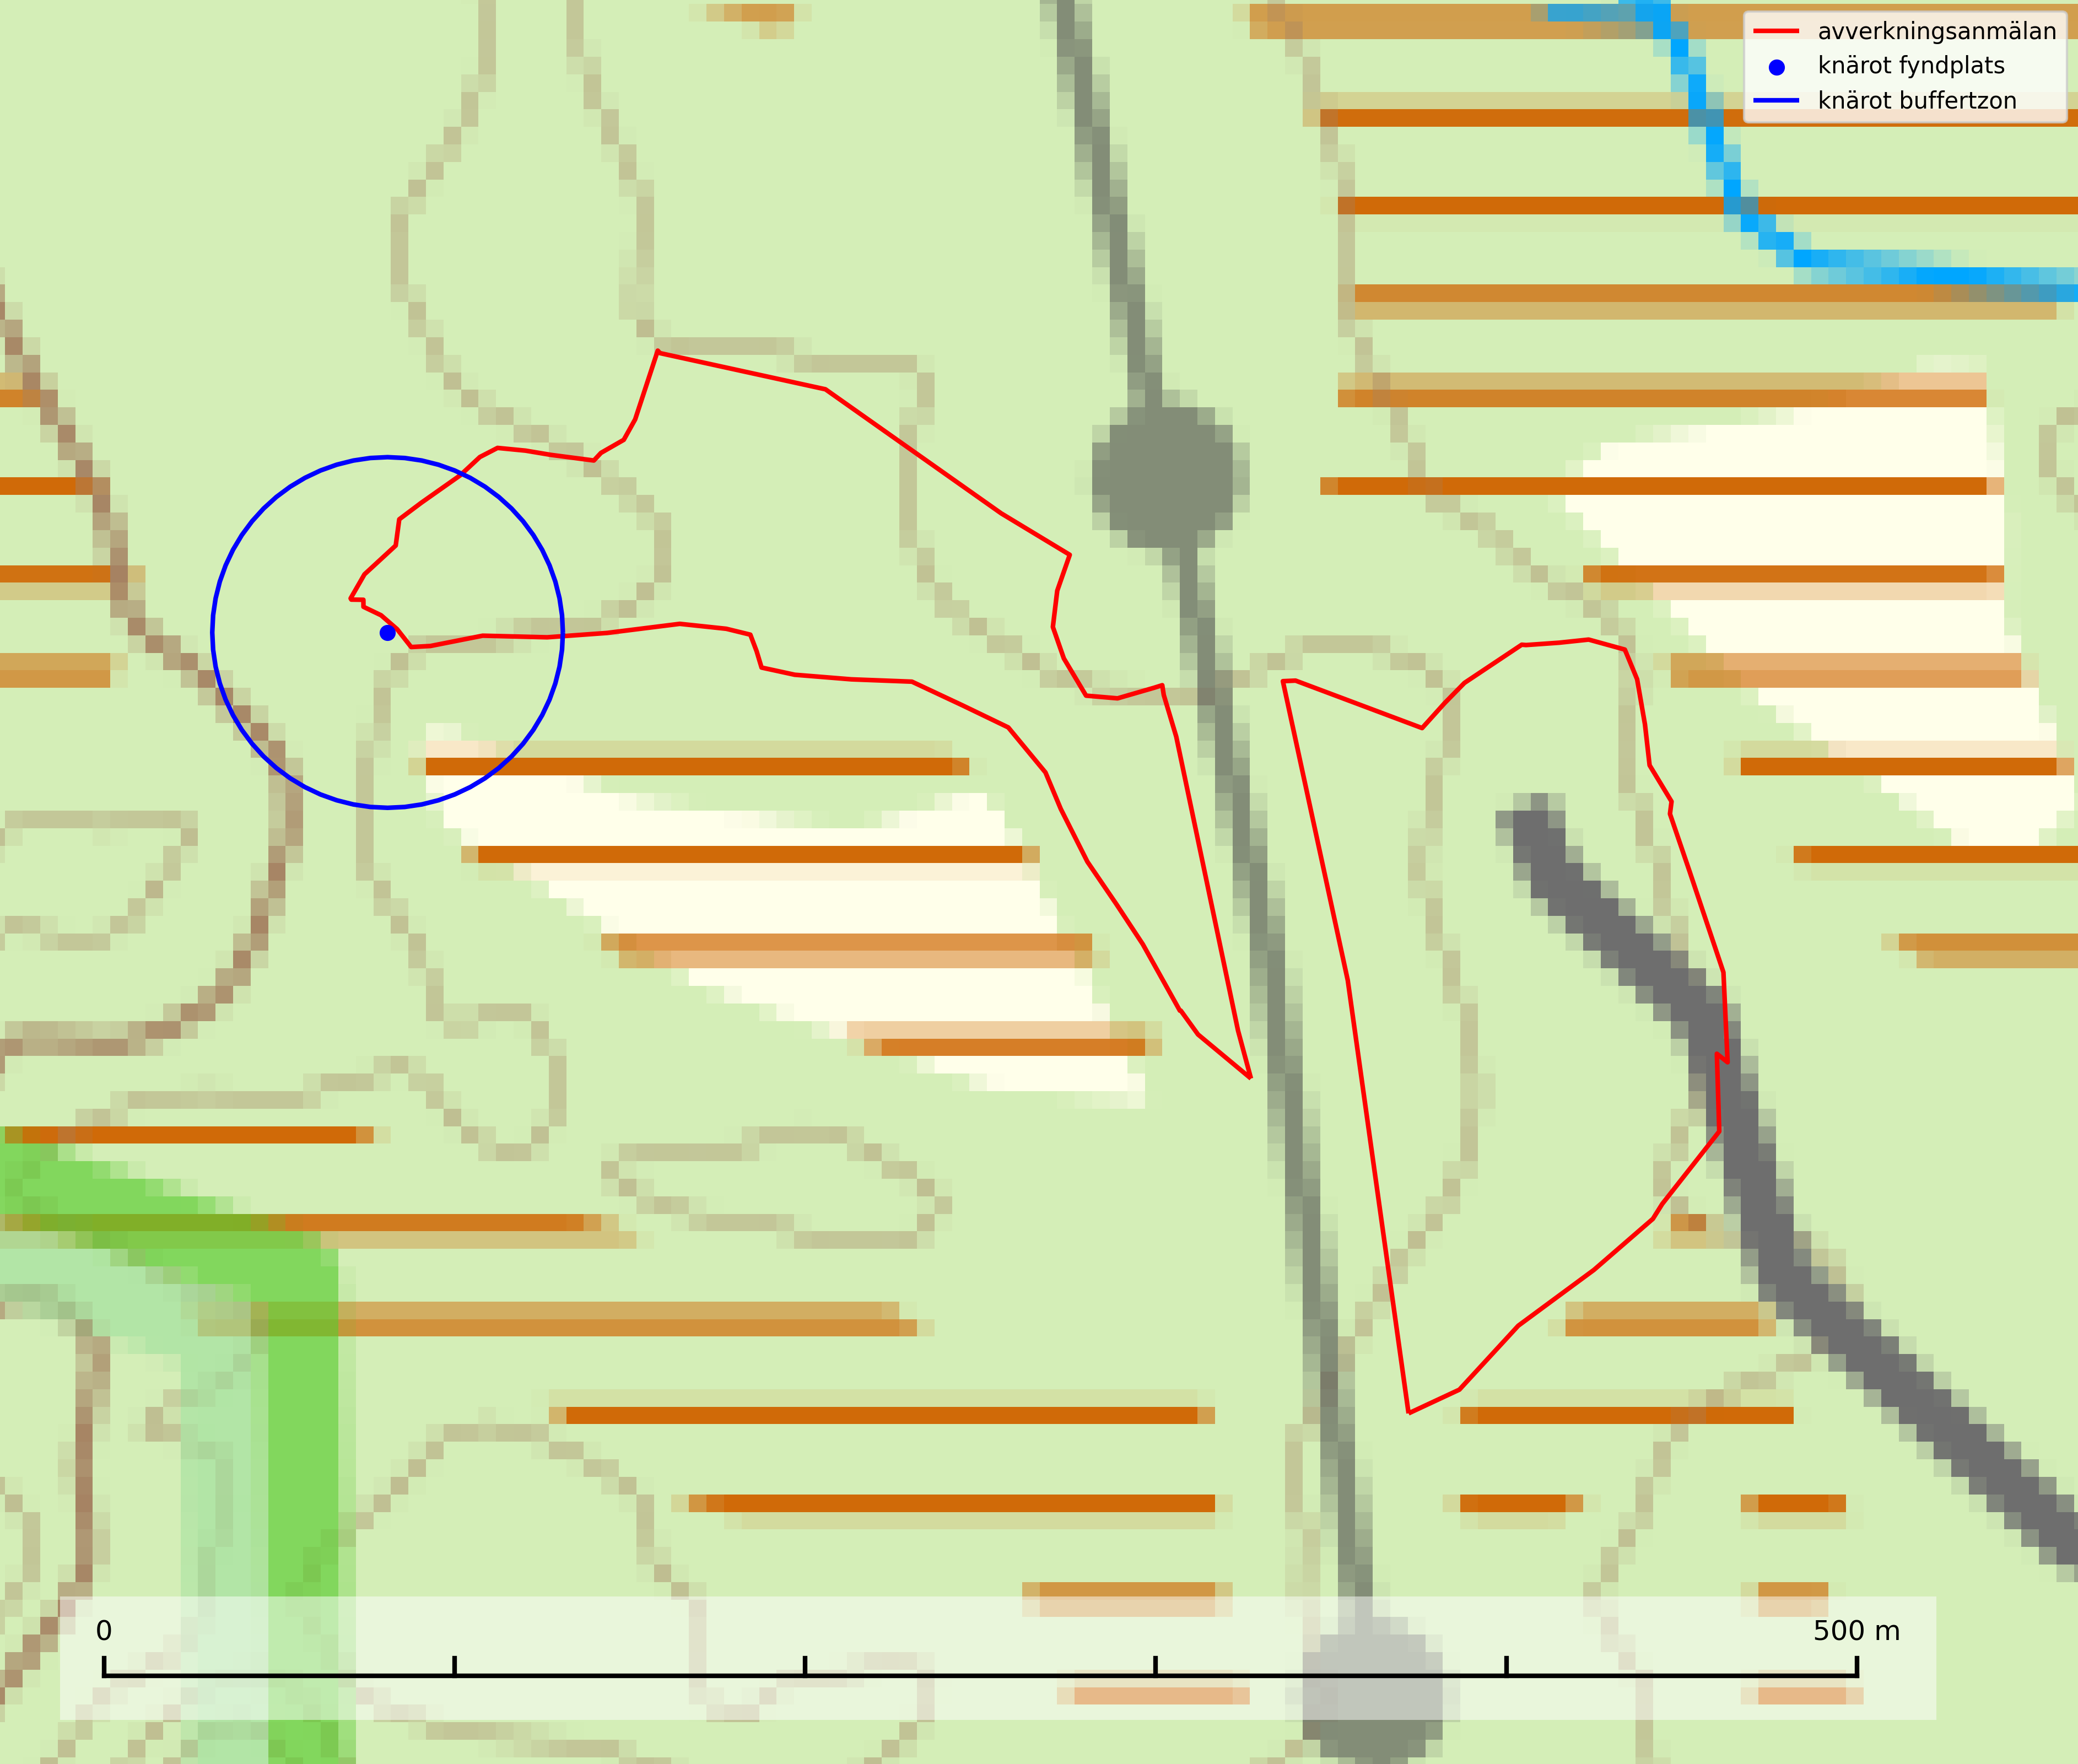 avverkningsanmälan
knärot fyndplats
knärot buffertzon
0
500 m